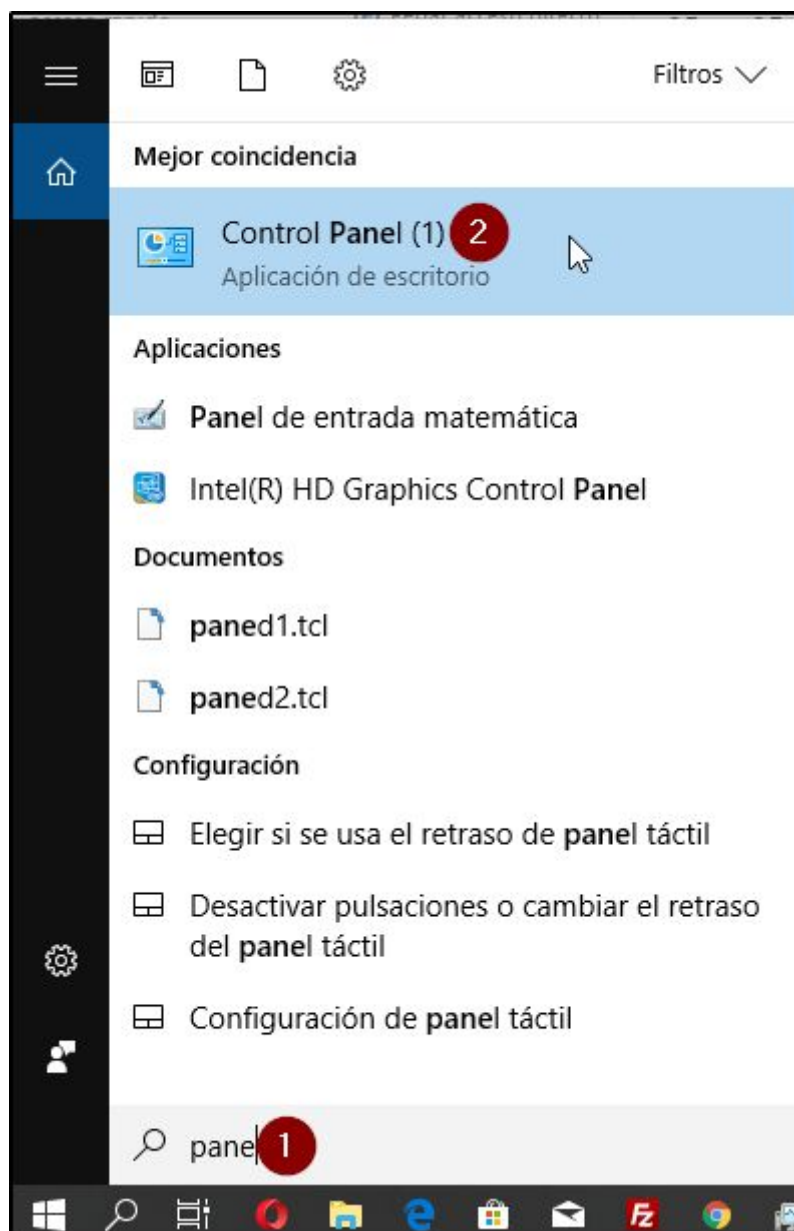 Filtros
Mejor coincidencia
Control Panel (1) 2
Aplicación de escritorio
Aplicaciones
Panel de entrada matemática
Intel(R) HD Graphics Control Panel
Documentos
paned1.tcl
paned2.tcl
Configuración
Elegir si se usa el retraso de panel táctil
Desactivar pulsaciones o cambiar el retraso
del panel táctil
Configuración de panel táctil
pane 1
Fz